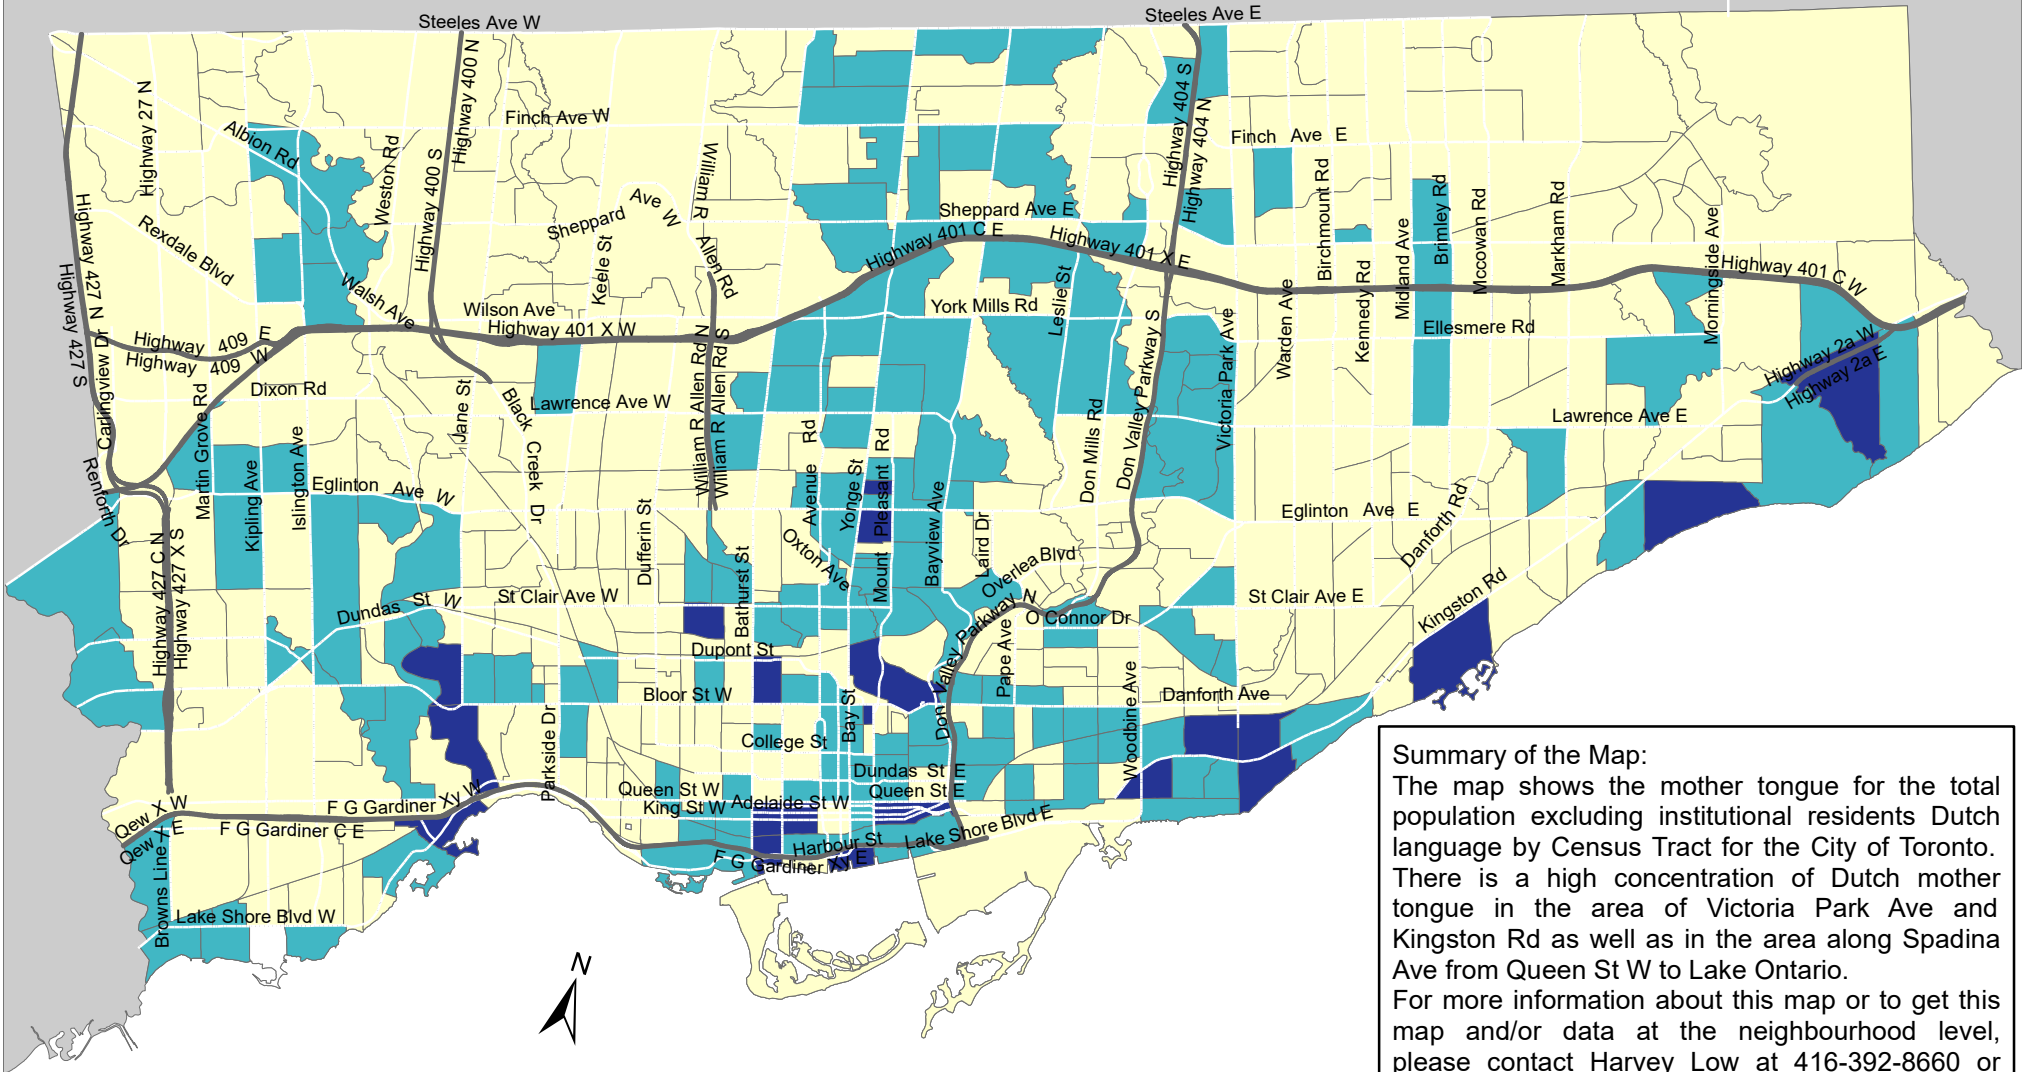 Steeles Ave W
Steeles Ave E
Highway 27 N
Albion Rd
Weston Rd
Highway 400 N
Highway 400 S
Finch Ave W
William R Allen Rd
Highway 404 S
Highway 404 N
Finch Ave E
Highway 427 N
Highway 427 S
Rexdale Blvd
Sheppard Ave W
Keele St
Sheppard Ave E
Highway 401 C E
Highway 401 X E
Birchmount Rd
Midland Ave
Brimley Rd
Mccowan Rd
Markham Rd
Morningside Ave
Highway 401 C W
Walsh Ave
Wilson Ave
Highway 401 X W
York Mills Rd
Leslie St
Warden Ave
Kennedy Rd
Ellesmere Rd
Highway 409 E
Highway 409 W
Carlingview Dr
Dixon Rd
Martin Grove Rd
Jane St
Black Creek Dr
Lawrence Ave W
William R Allen Rd N
William R Allen Rd S
Don Valley Parkway S
Victoria Park Ave
Highway 2a W
Highway 2a E
Lawrence Ave E
Renforth Dr
Kipling Ave
Islington Ave
Eglinton Ave W
Avenue Rd
Yonge St
Mount Pleasant Rd
Bayview Ave
Don Mills Rd
Laird Dr
Eglinton Ave E
Danforth Rd
Highway 427 C N
Highway 427 X S
Dufferin St
Bathurst St
Oxton Ave
Overlea Blvd
Dundas St W
St Clair Ave W
St Clair Ave E
Kingston Rd
Don Valley Parkway N
O Connor Dr
Dupont St
Pape Ave
Woodbine Ave
Bloor St W
Bay St
Danforth Ave
Parkside Dr
College St
Dundas St E
Queen St E
Queen St W
King St W
Adelaide St W
Qew X W
Qew X E
F G Gardiner Xy W
F G Gardiner C E
Harbour St
Lake Shore Blvd E
F G Gardiner Xy E
Browns Line
Lake Shore Blvd W
N
Summary of the Map:
The map shows the mother tongue for the total
population excluding institutional residents Dutch
language by Census Tract for the City of Toronto.
There is a high concentration of Dutch mother
tongue in the area of Victoria Park Ave and
Kingston Rd as well as in the area along Spadina
Ave from Queen St W to Lake Ontario.
For more information about this map or to get this
map and/or data at the neighbourhood level,
please contact Harvey Low at 416-392-8660 or